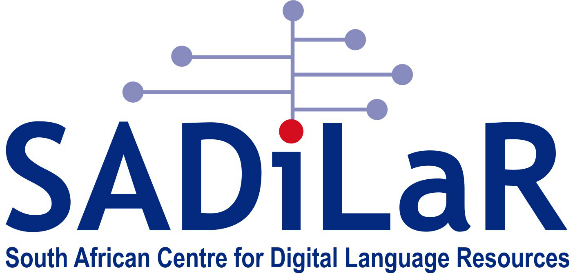 SADiLaR
South African Centre for Digital Language Resources